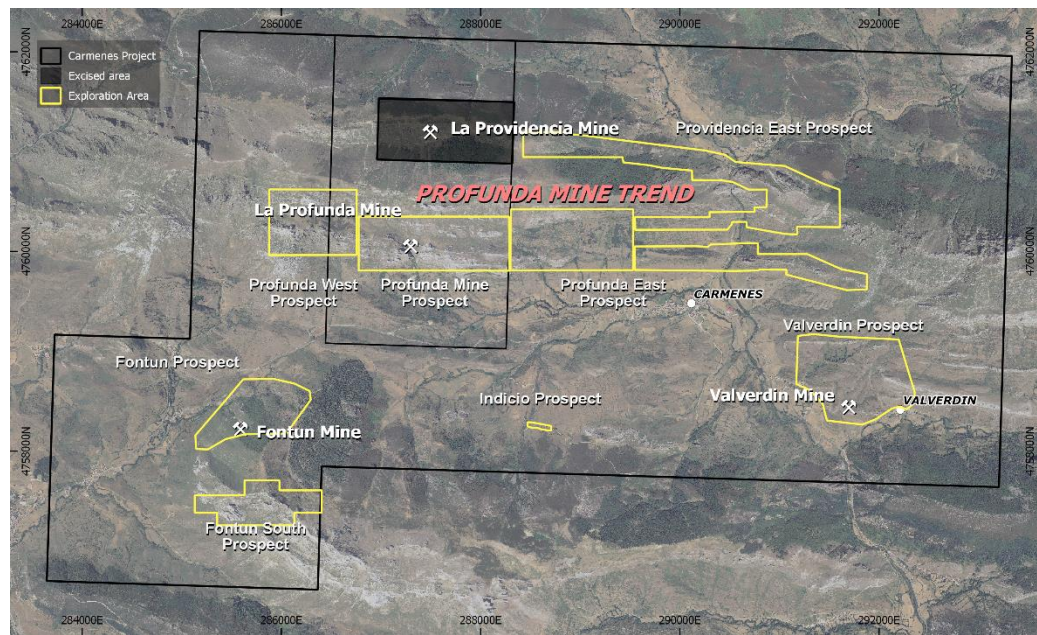 284000E
286000E
288000E
290000E
292000E
4762000N
4762000N
Carmenes Project
Excised area
Exploration Area
La Providencia Mine
Providencia East Prospect
PROFUNDA MINE TREND
La Profunda Mine
4760000N
4760000N
Profunda West
Prospect
Profunda Mine
Prospect
Profunda East
Prospect
CARMENES
Valverdin Prospect
Fontun Prospect
Indicio Prospect
Valverdin Mine
VALVERDIN
Fontun Mine
4758000N
4758000N
Fontun South
Prospect
284000E
286000E
288000E
290000E
292000E